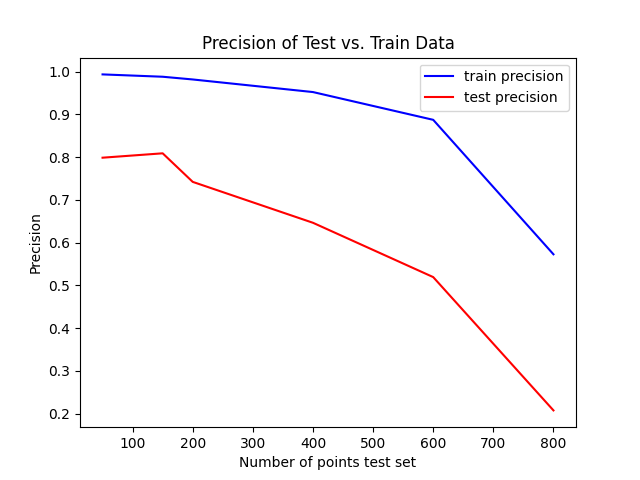 Precision of Test vs. Train Data
train precision
test precision
1.0
0.9
0.8
0.7
0.6
0.5
0.4
0.3
0.2
Precision
100 200 300 400 500 600 700 800
Number of points test set